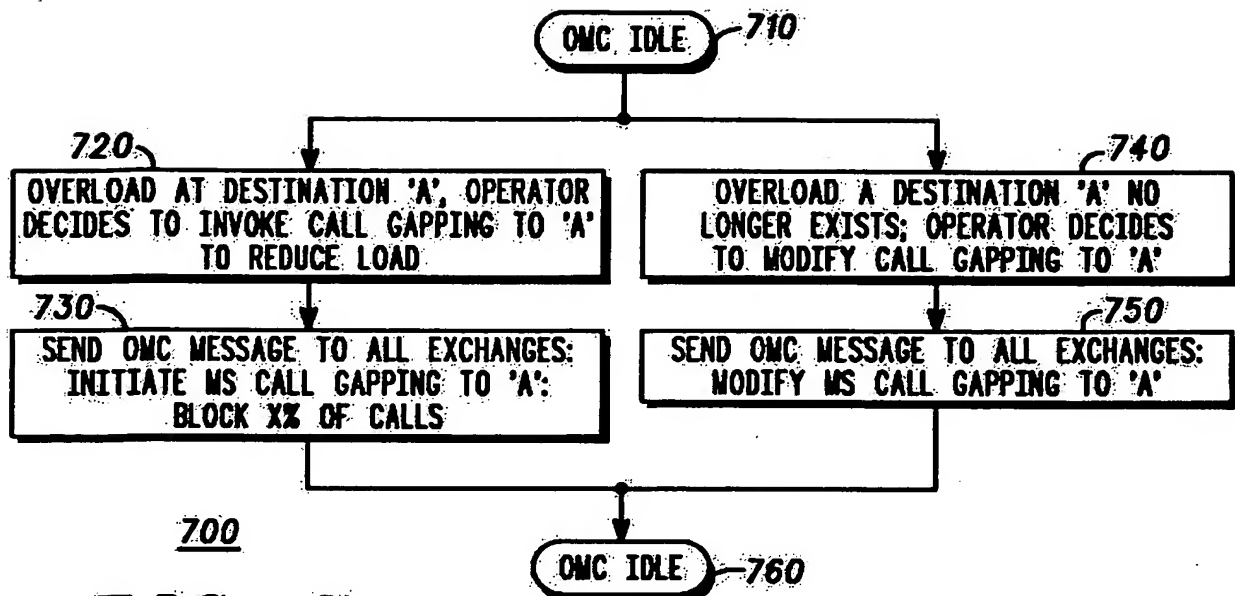 OMC IDLE
710
720
OVERLOAD AT DESTINATION 'A', OPERATOR
DECIDES TO INVOKE CALL GAPPING TO 'A'
TO REDUCE LOAD
740
OVERLOAD A DESTINATION 'A' NO
LONGER EXISTS; OPERATOR DECIDES
TO MODIFY CALL GAPPING TO 'A'
730
SEND OMC MESSAGE TO ALL EXCHANGES:
INITIATE MS CALL GAPPING TO 'A':
BLOCK X% OF CALLS
750
SEND OMC MESSAGE TO ALL EXCHANGES:
MODIFY MS CALL GAPPING TO 'A'
700
OMC IDLE
760